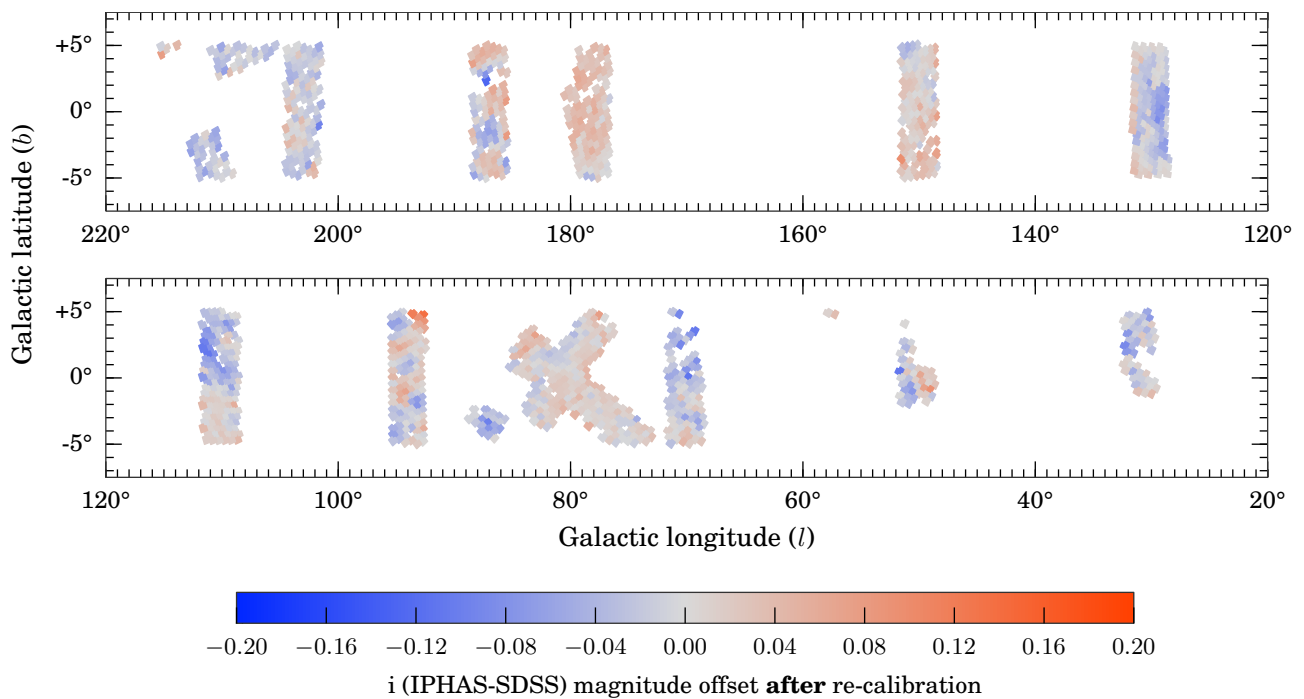 +5°
0°
-5°
220° 200° 180° 160° 140° 120°
Galactic latitude (b)
+5°
0°
-5°
120° 100° 80° 60° 40° 20°
Galactic longitude (l)
−0.20 −0.16 −0.12 −0.08 −0.04 0.00 0.04 0.08 0.12 0.16 0.20
i (IPHAS-SDSS) magnitude offset after re-calibration